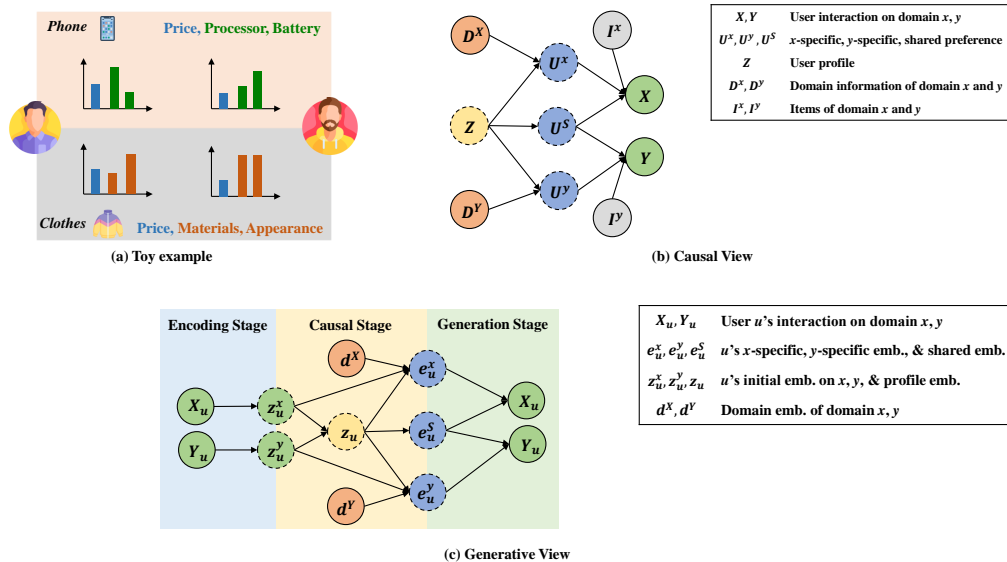 Phone
Price, Processor, Battery
Clothes
Price, Materials, Appearance
(a) Toy example
D^X
I^x
U^x
X
Z
U^S
Y
U^y
D^Y
I^y
(b) Causal View
X, Y User interaction on domain x, y
U^x, U^y, U^S x-specific, y-specific, shared preference
Z User profile
D^x, D^y Domain information of domain x and y
I^x, I^y Items of domain x and y
Encoding Stage Causal Stage Generation Stage
d^X
e_u^x
X_u
z_u^x
X_u
z_u
e_u^S
Y_u
z_u^y
Y_u
e_u^y
d^Y
(c) Generative View
X_u, Y_u User u's interaction on domain x, y
e_u^x, e_u^y, e_u^S u's x-specific, y-specific emb., & shared emb.
z_u^x, z_u^y, z_u u's initial emb. on x, y, & profile emb.
d^X, d^Y Domain emb. of domain x, y